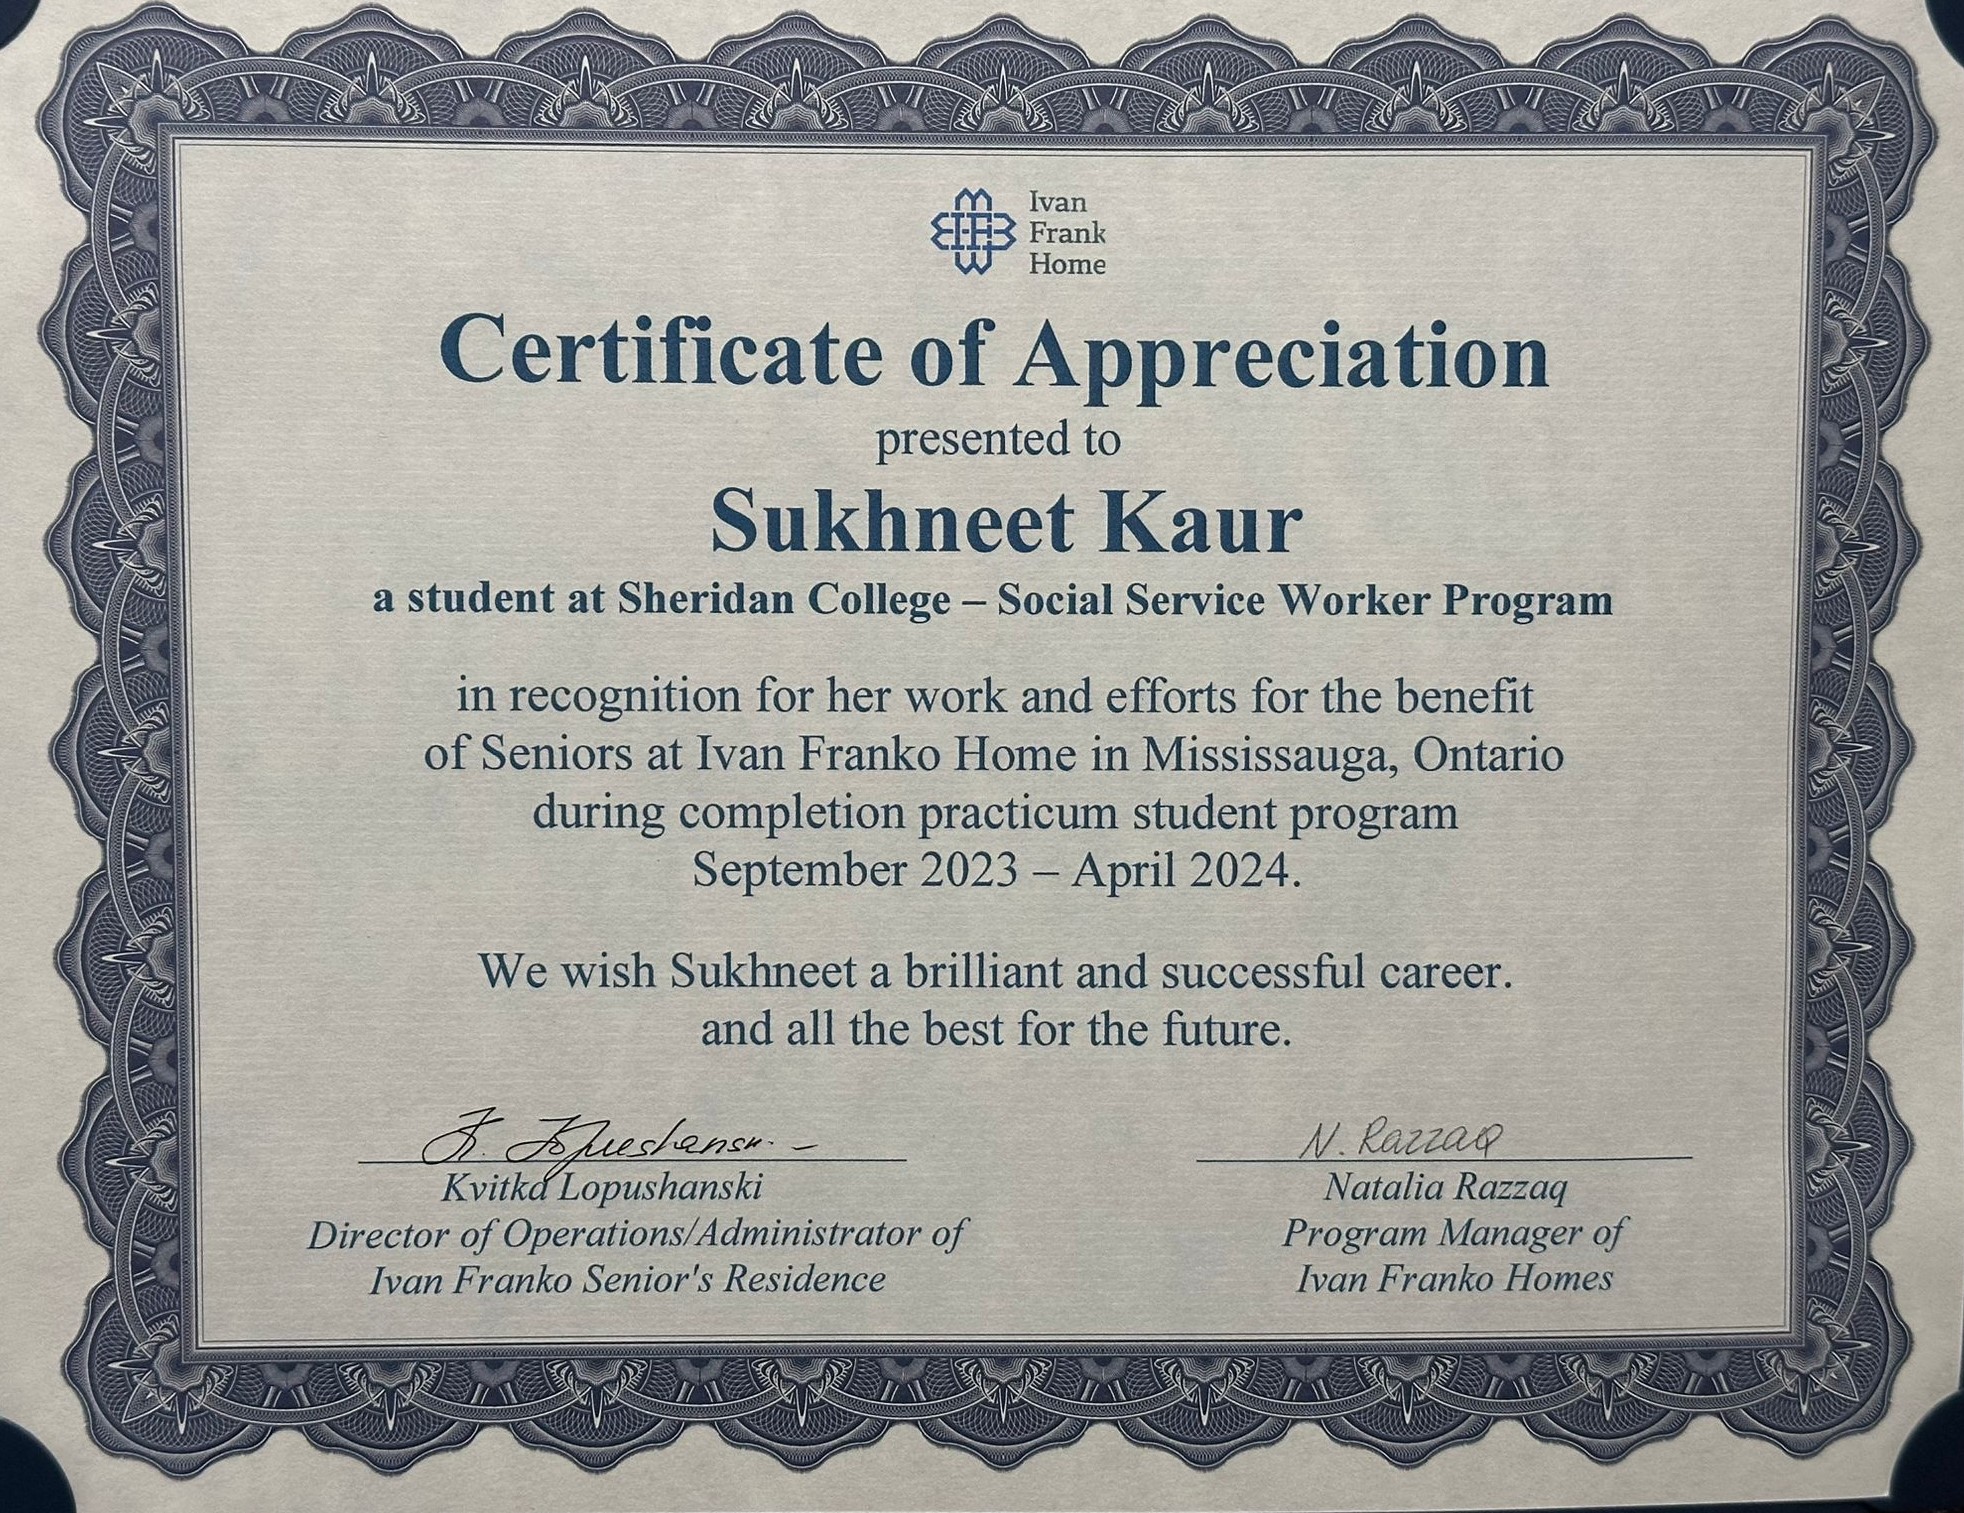 Ivan
Frank
Home
Certificate of Appreciation
presented to
Sukhneet Kaur
a student at Sheridan College – Social Service Worker Program
in recognition for her work and efforts for the benefit
of Seniors at Ivan Franko Home in Mississauga, Ontario
during completion practicum student program
September 2023 – April 2024.
We wish Sukhneet a brilliant and successful career.
and all the best for the future.
N. Razzaq
Kvitka Lopushanski
Director of Operations/Administrator of
Ivan Franko Senior's Residence
Natalia Razzaq
Program Manager of
Ivan Franko Homes